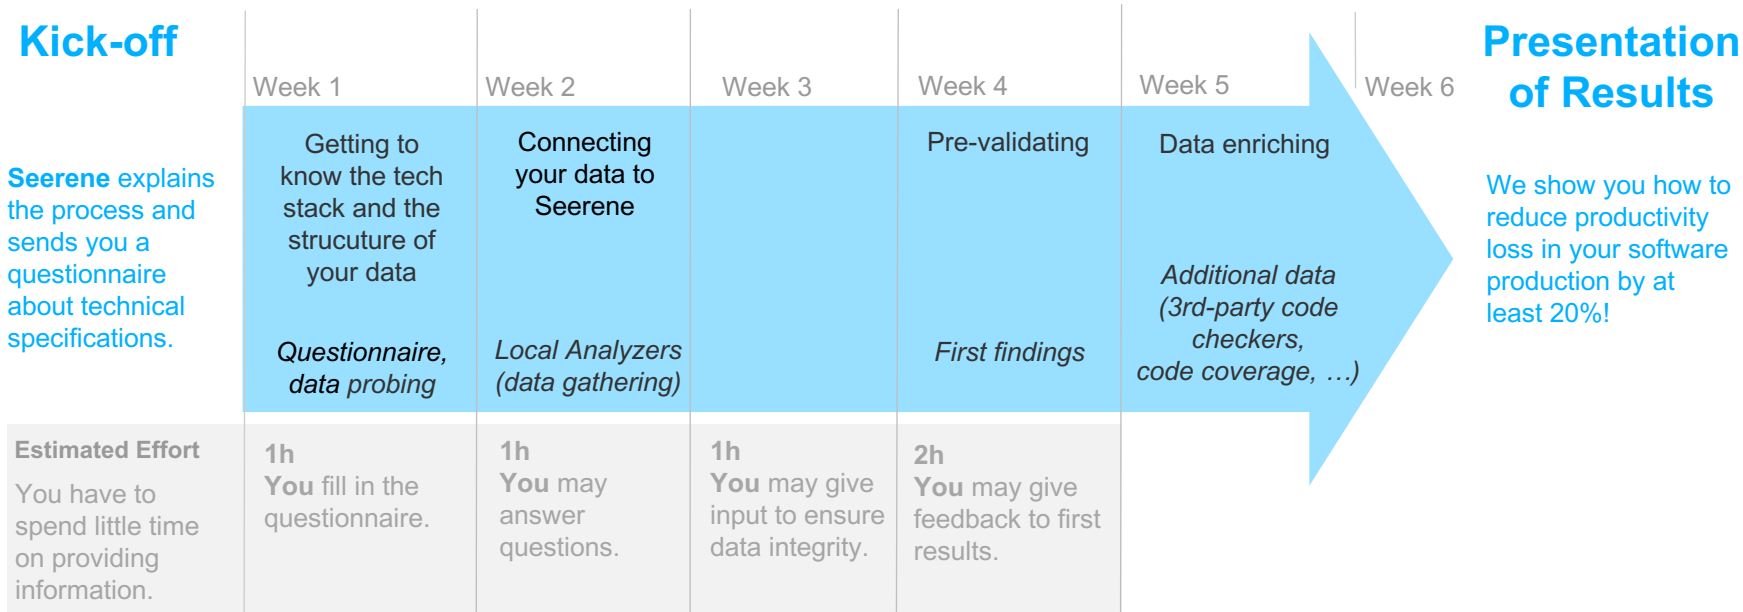 Kick-off
Seerene explains
the process and
sends you a
questionnaire
about technical
specifications.
Week 1
Week 2
Week 3
Week 4
Week 5
Week 6
Getting to
know the tech
stack and the
strucuture of
your data
Questionnaire,
data probing
Connecting
your data to
Seerene
Local Analyzers
(data gathering)
Pre-validating
First findings
Data enriching
Additional data
(3rd-party code
checkers,
code coverage, …)
Presentation
of Results
We show you how to
reduce productivity
loss in your software
production by at
least 20%!
Estimated Effort
You have to
spend little time
on providing
information.
1h
You fill in the
questionnaire.
1h
You may
answer
questions.
1h
You may give
input to ensure
data integrity.
2h
You may give
feedback to first
results.